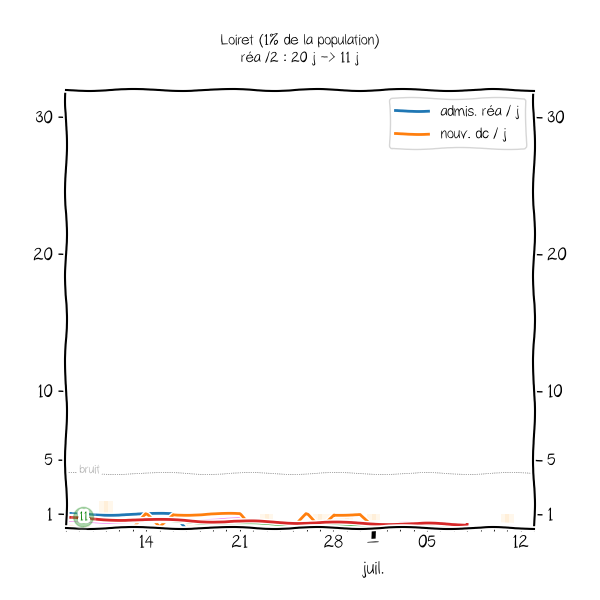 Loiret (1% de la population)
réa /2 : 20 j -> 11 j
admis. réa / j
nouv. dc / j
30
30
20
20
10
10
5
5
bruit
1
11
1
14
21
28
05
12
juil.